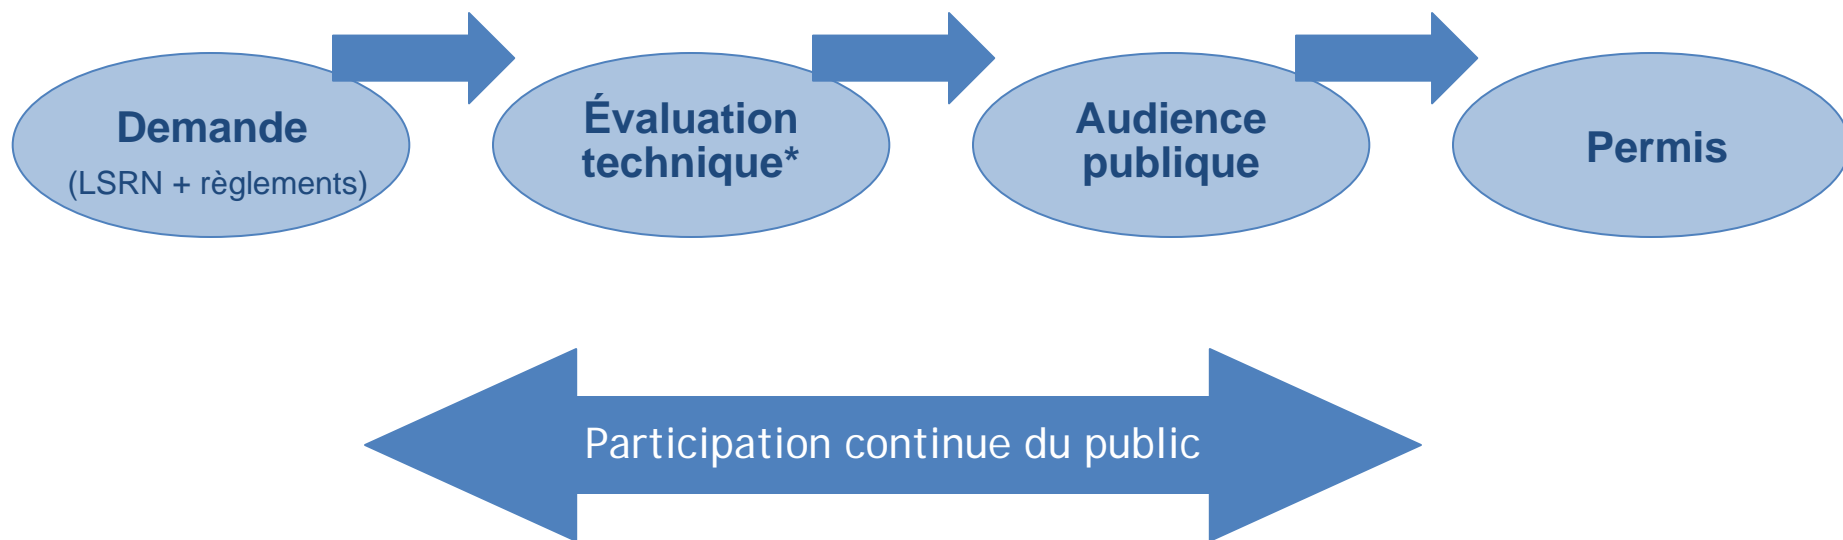 Demande
(LSRN + règlements)
Évaluation
technique*
Audience
publique
Permis
Participation continue du public